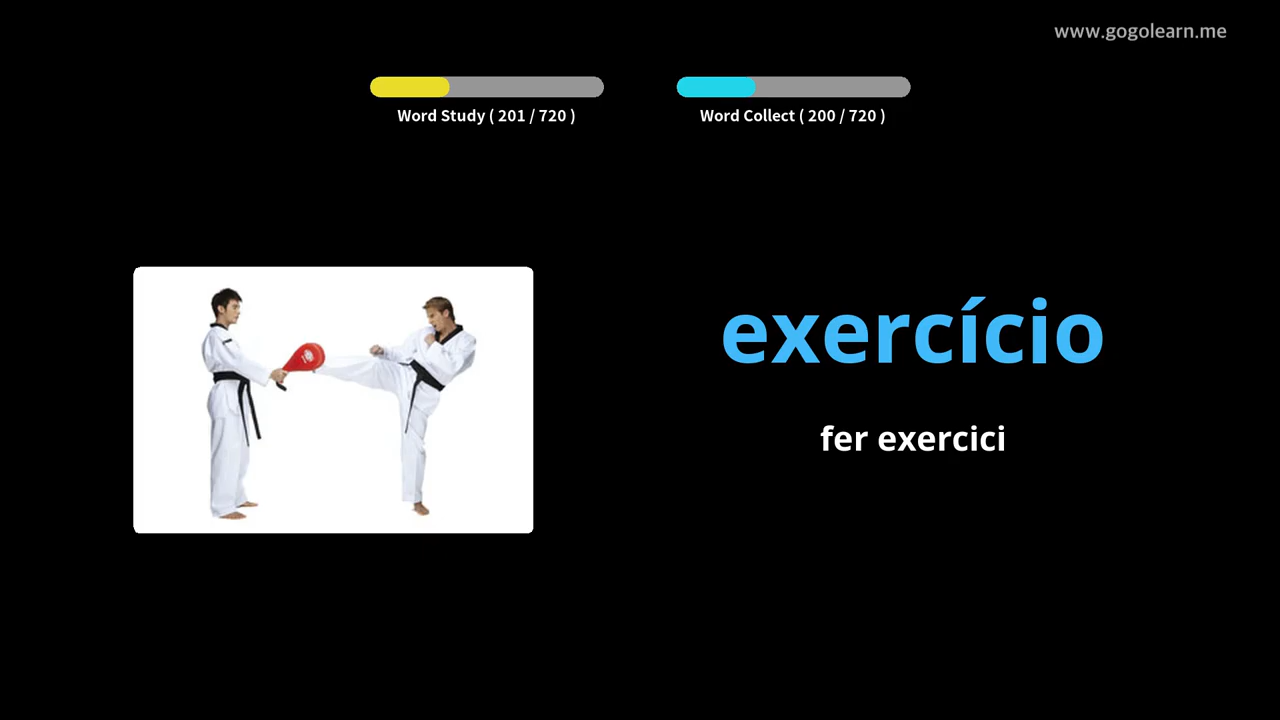 www.gogolearn.me
Word Study ( 201 / 720 )
Word Collect ( 200 / 720 )
exercício
fer exercici